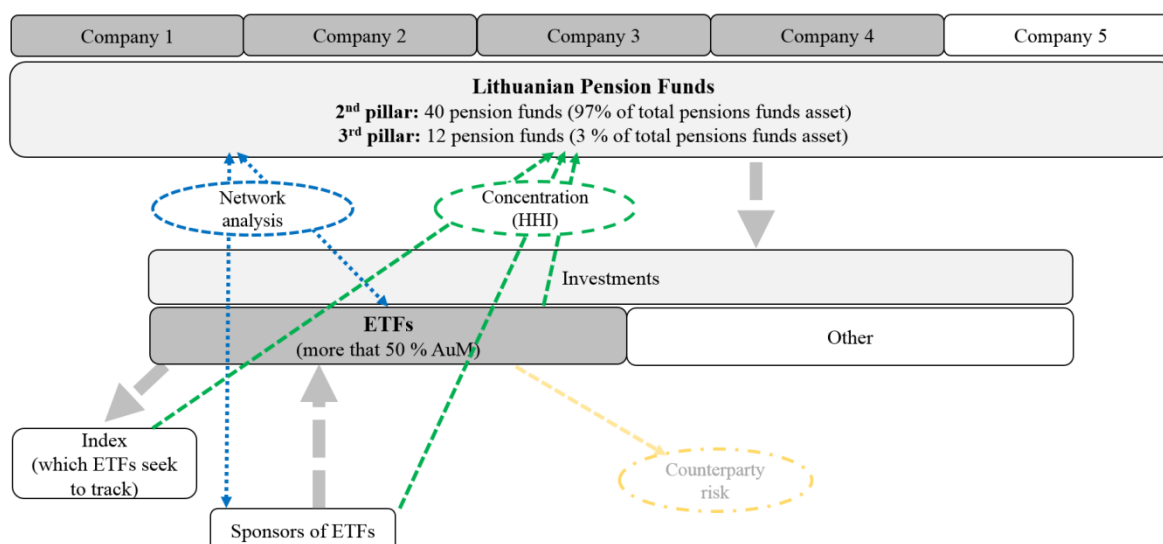 Company 1
Company 2
Company 3
Company 4
Company 5
Lithuanian Pension Funds
2nd pillar: 40 pension funds (97% of total pensions funds asset)
3rd pillar: 12 pension funds (3 % of total pensions funds asset)
Network
analysis
Concentration
(HHI)
Investments
ETFs
(more that 50 % AuM)
Other
Index
(which ETFs seek
to track)
Counterparty
risk
Sponsors of ETFs